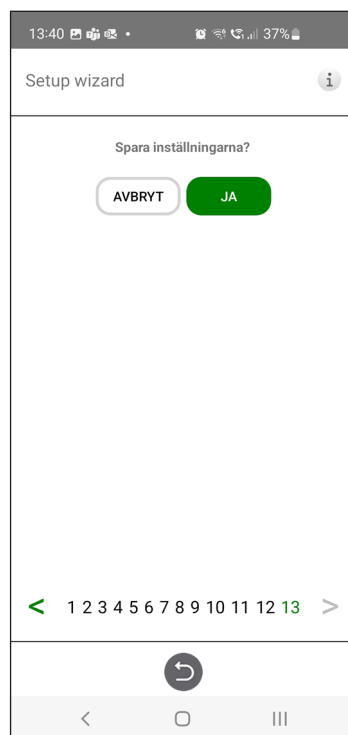 13:40 37%
Setup wizard i
Spara inställningarna?
AVBRYT JA
< 1 2 3 4 5 6 7 8 9 10 11 12 13 >